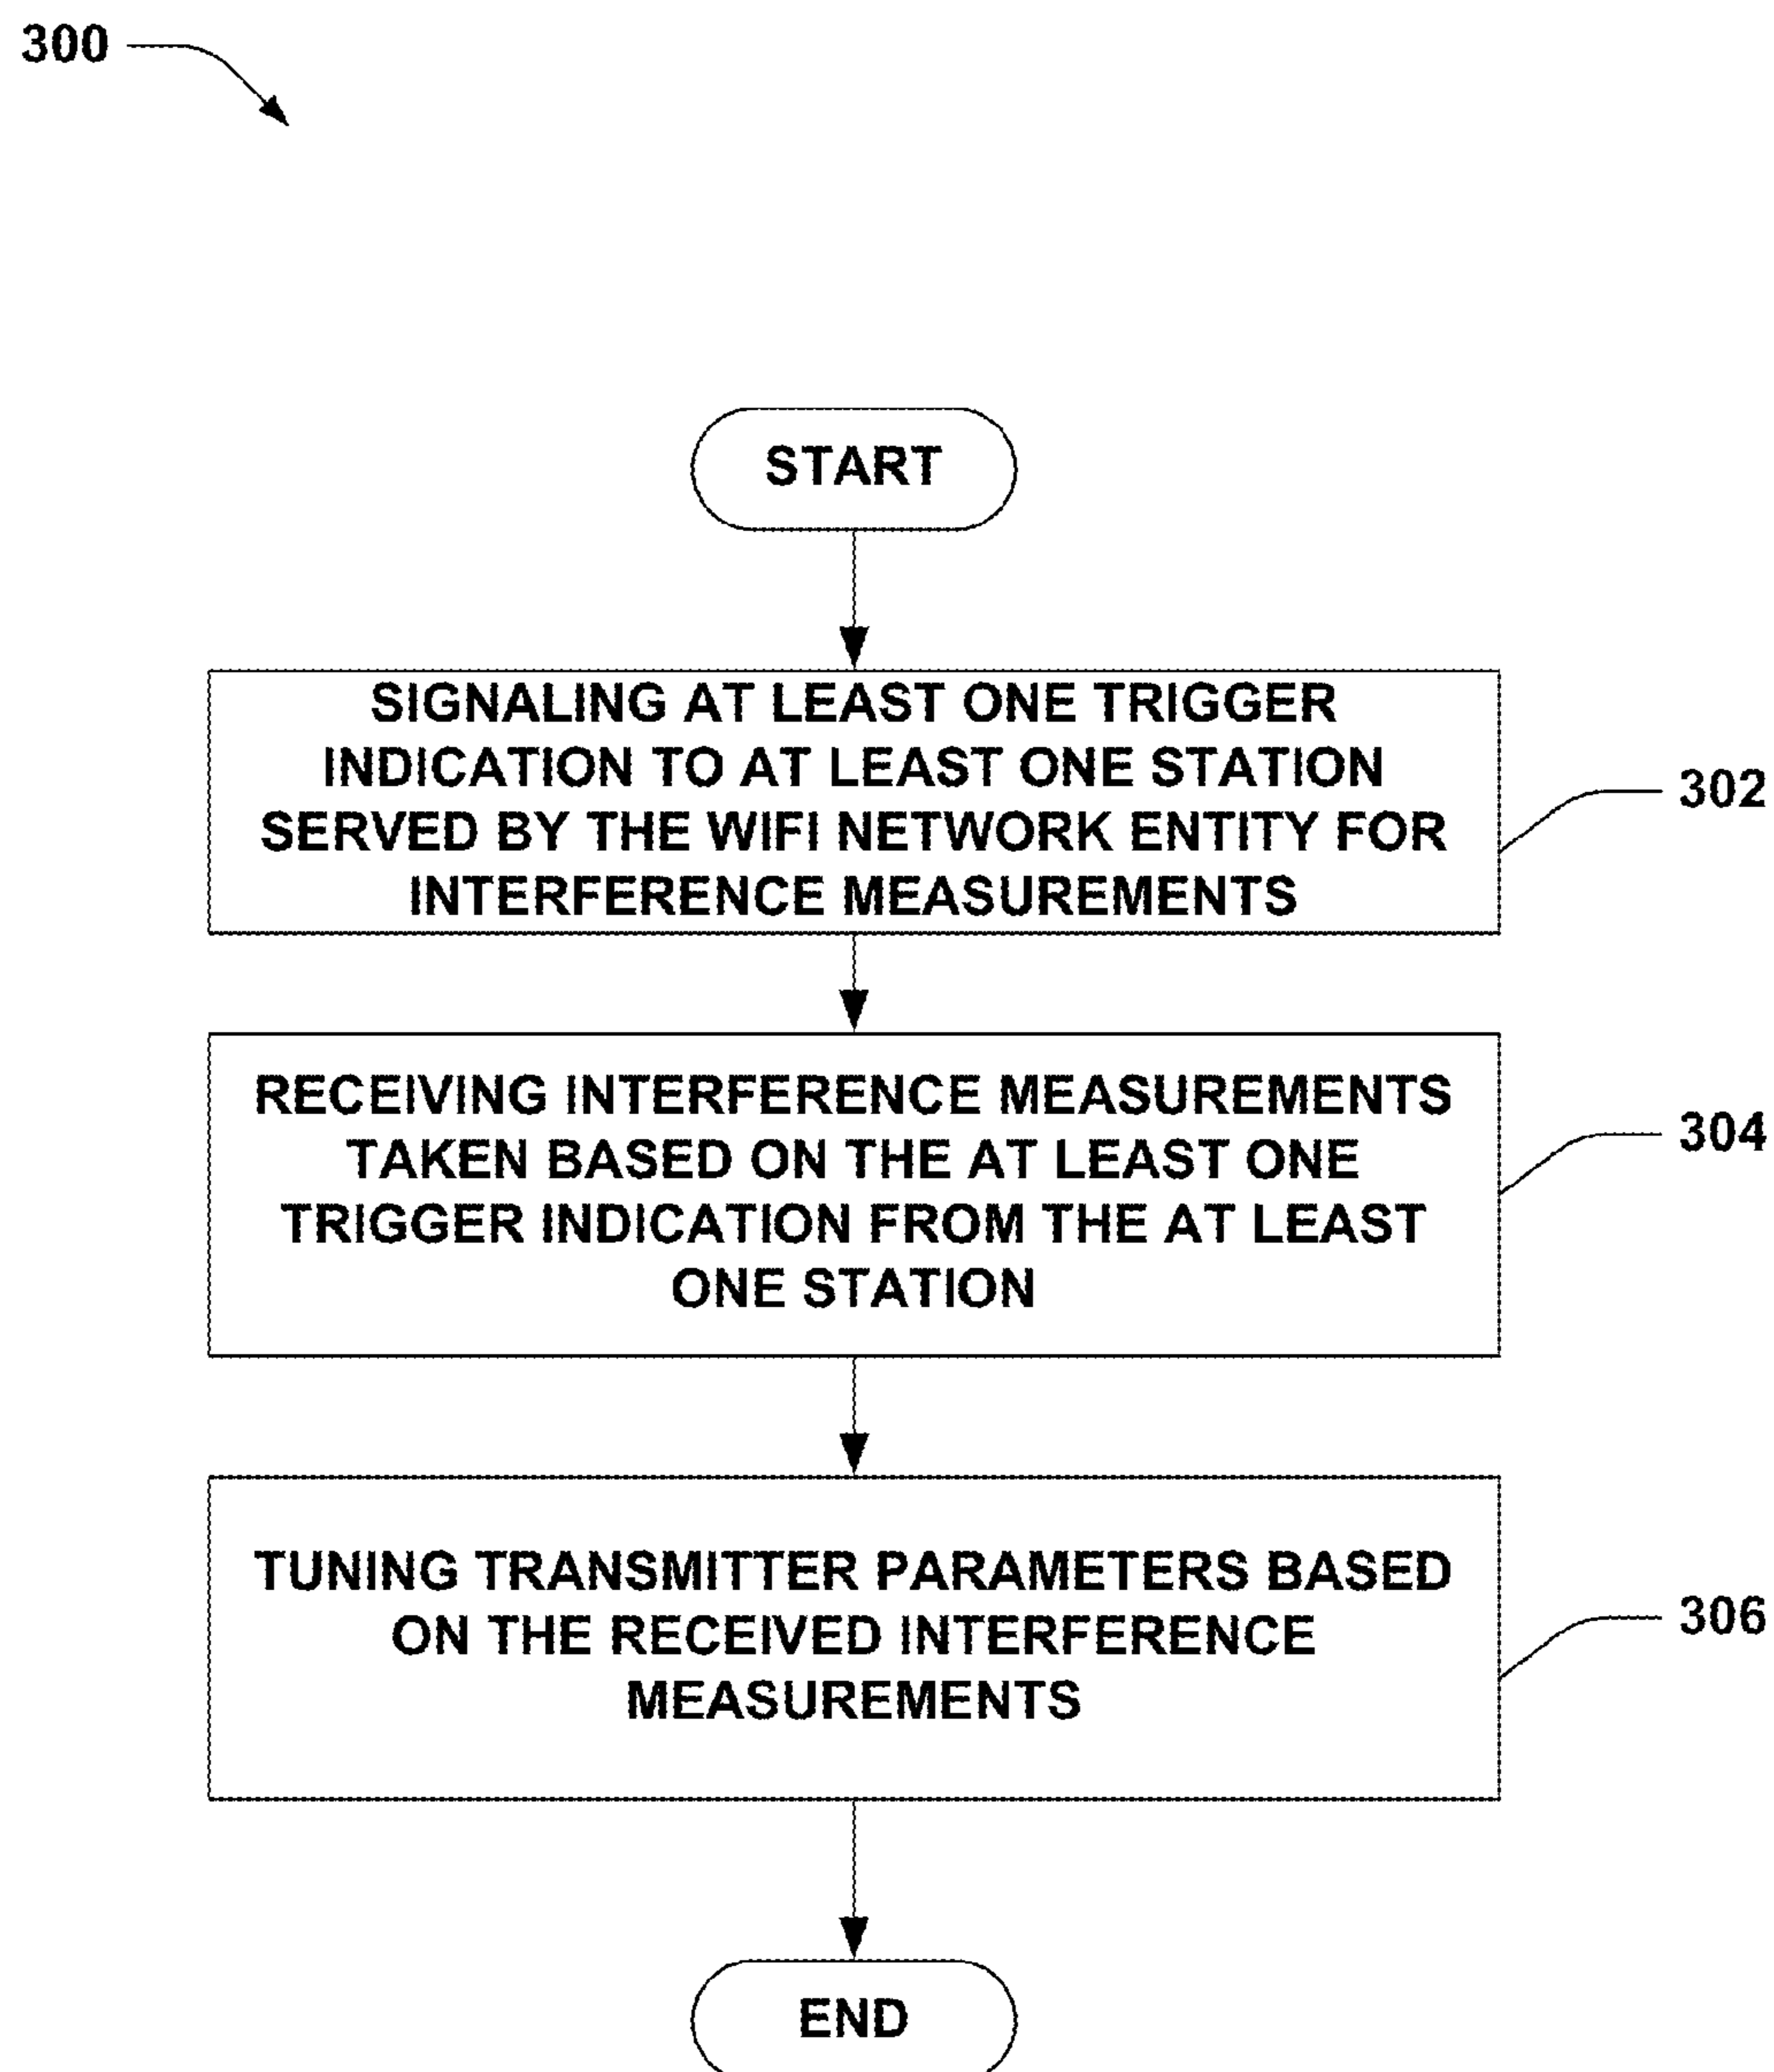 300
START
SIGNALING AT LEAST ONE TRIGGER
INDICATION TO AT LEAST ONE STATION
SERVED BY THE WIFI NETWORK ENTITY FOR
INTERFERENCE MEASUREMENTS
302
RECEIVING INTERFERENCE MEASUREMENTS
TAKEN BASED ON THE AT LEAST ONE
TRIGGER INDICATION FROM THE AT LEAST
ONE STATION
304
TUNING TRANSMITTER PARAMETERS BASED
ON THE RECEIVED INTERFERENCE
MEASUREMENTS
306
END